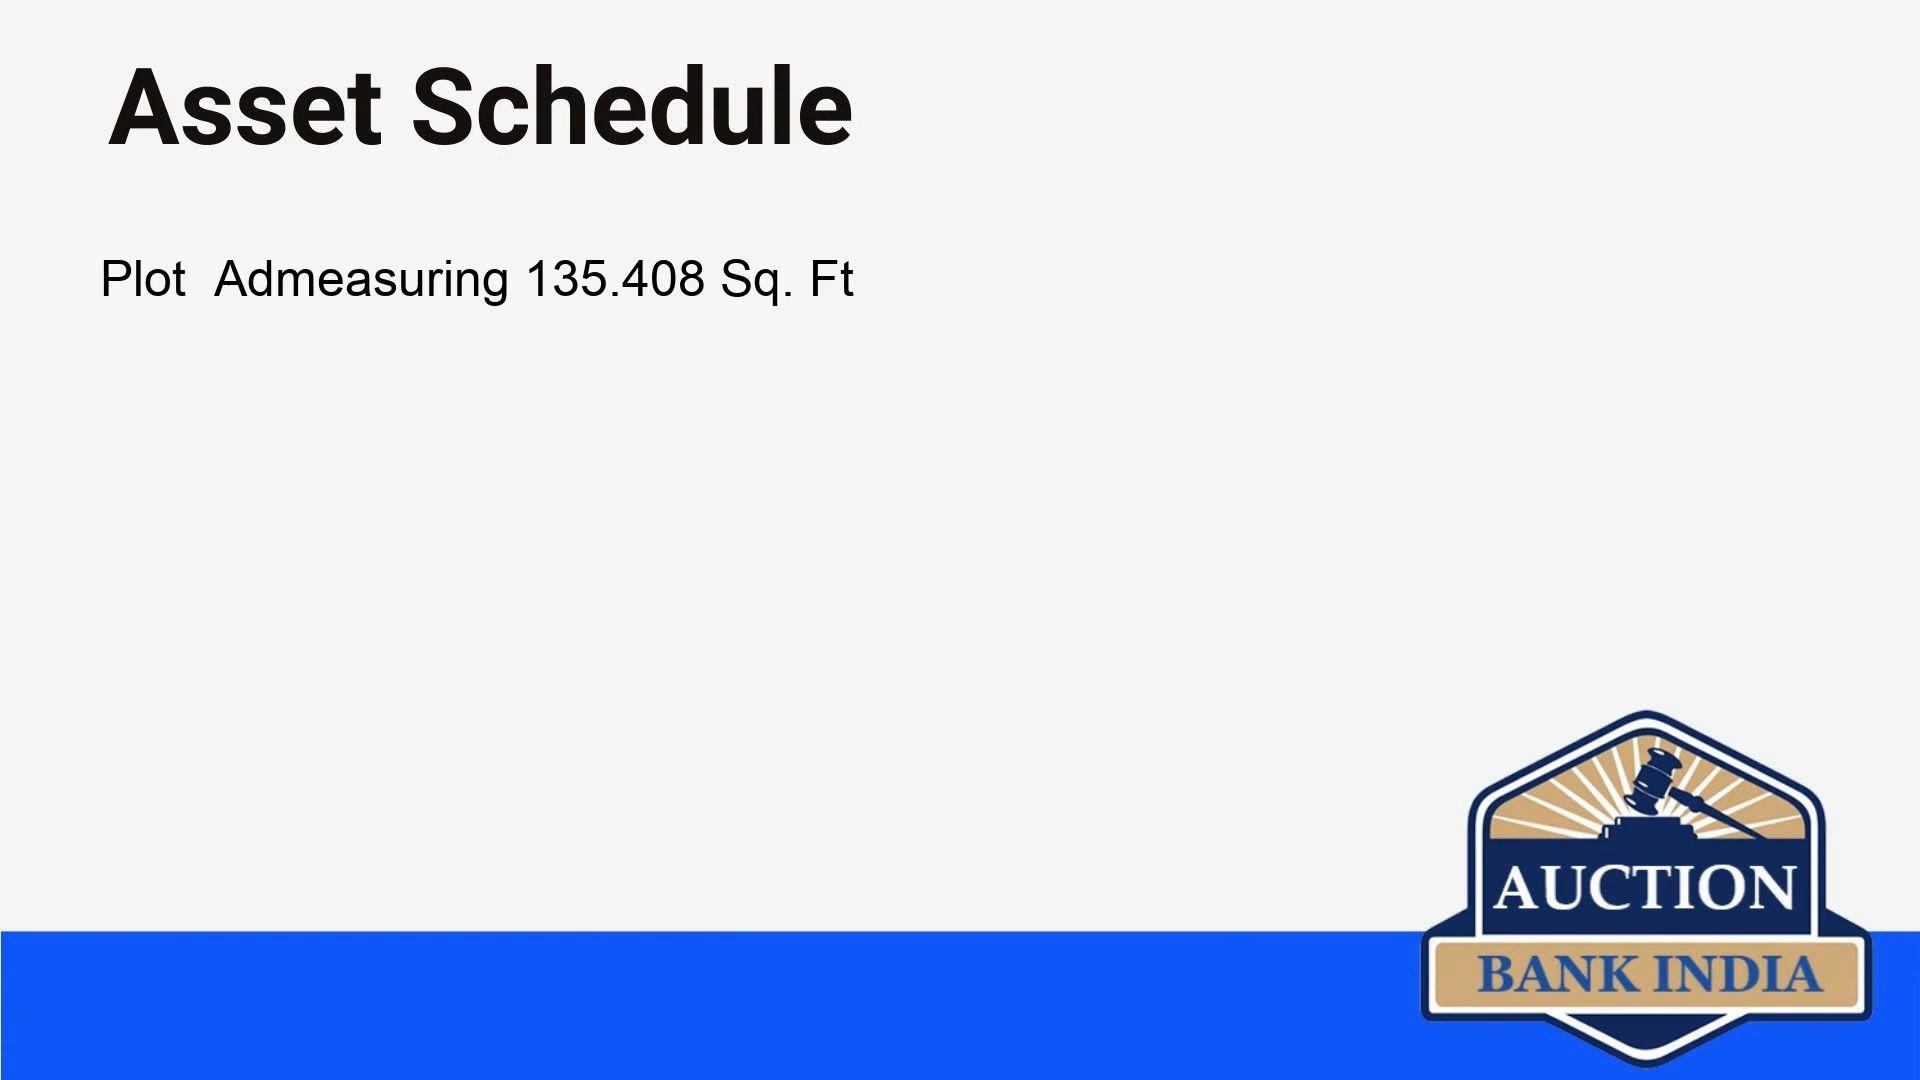 Asset Schedule
Plot  Admeasuring 135.408 Sq. Ft
AUCTION
BANK INDIA